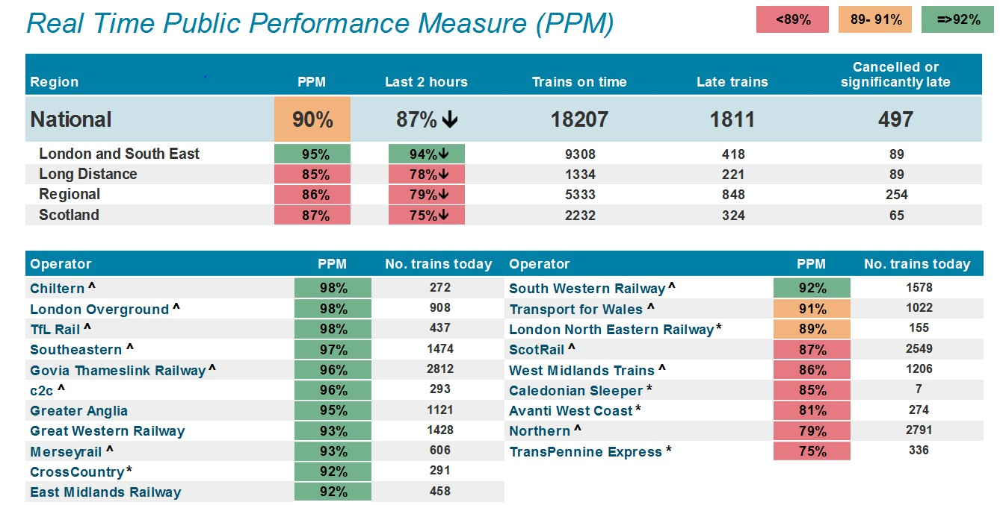 Real Time Public Performance Measure (PPM)
<89% 89- 91% =>92%
Region PPM Last 2 hours Trains on time Late trains Cancelled or significantly late
National 90% 87% ↓ 18207 1811 497
London and South East 95% 94%↓ 9308 418 89
Long Distance 85% 78%↓ 1334 221 89
Regional 86% 79%↓ 5333 848 254
Scotland 87% 75%↓ 2232 324 65
Operator PPM No. trains today Operator PPM No. trains today
Chiltern ^ 98% 272 South Western Railway ^ 92% 1578
London Overground ^ 98% 908 Transport for Wales ^ 91% 1022
TfL Rail ^ 98% 437 London North Eastern Railway * 89% 155
Southeastern ^ 97% 1474 ScotRail ^ 87% 2549
Govia Thameslink Railway ^ 96% 2812 West Midlands Trains ^ 86% 1206
c2c ^ 96% 293 Caledonian Sleeper * 85% 7
Greater Anglia 95% 1121 Avanti West Coast * 81% 274
Great Western Railway 93% 1428 Northern ^ 79% 2791
Merseyrail ^ 93% 606 TransPennine Express * 75% 336
CrossCountry * 92% 291
East Midlands Railway 92% 458